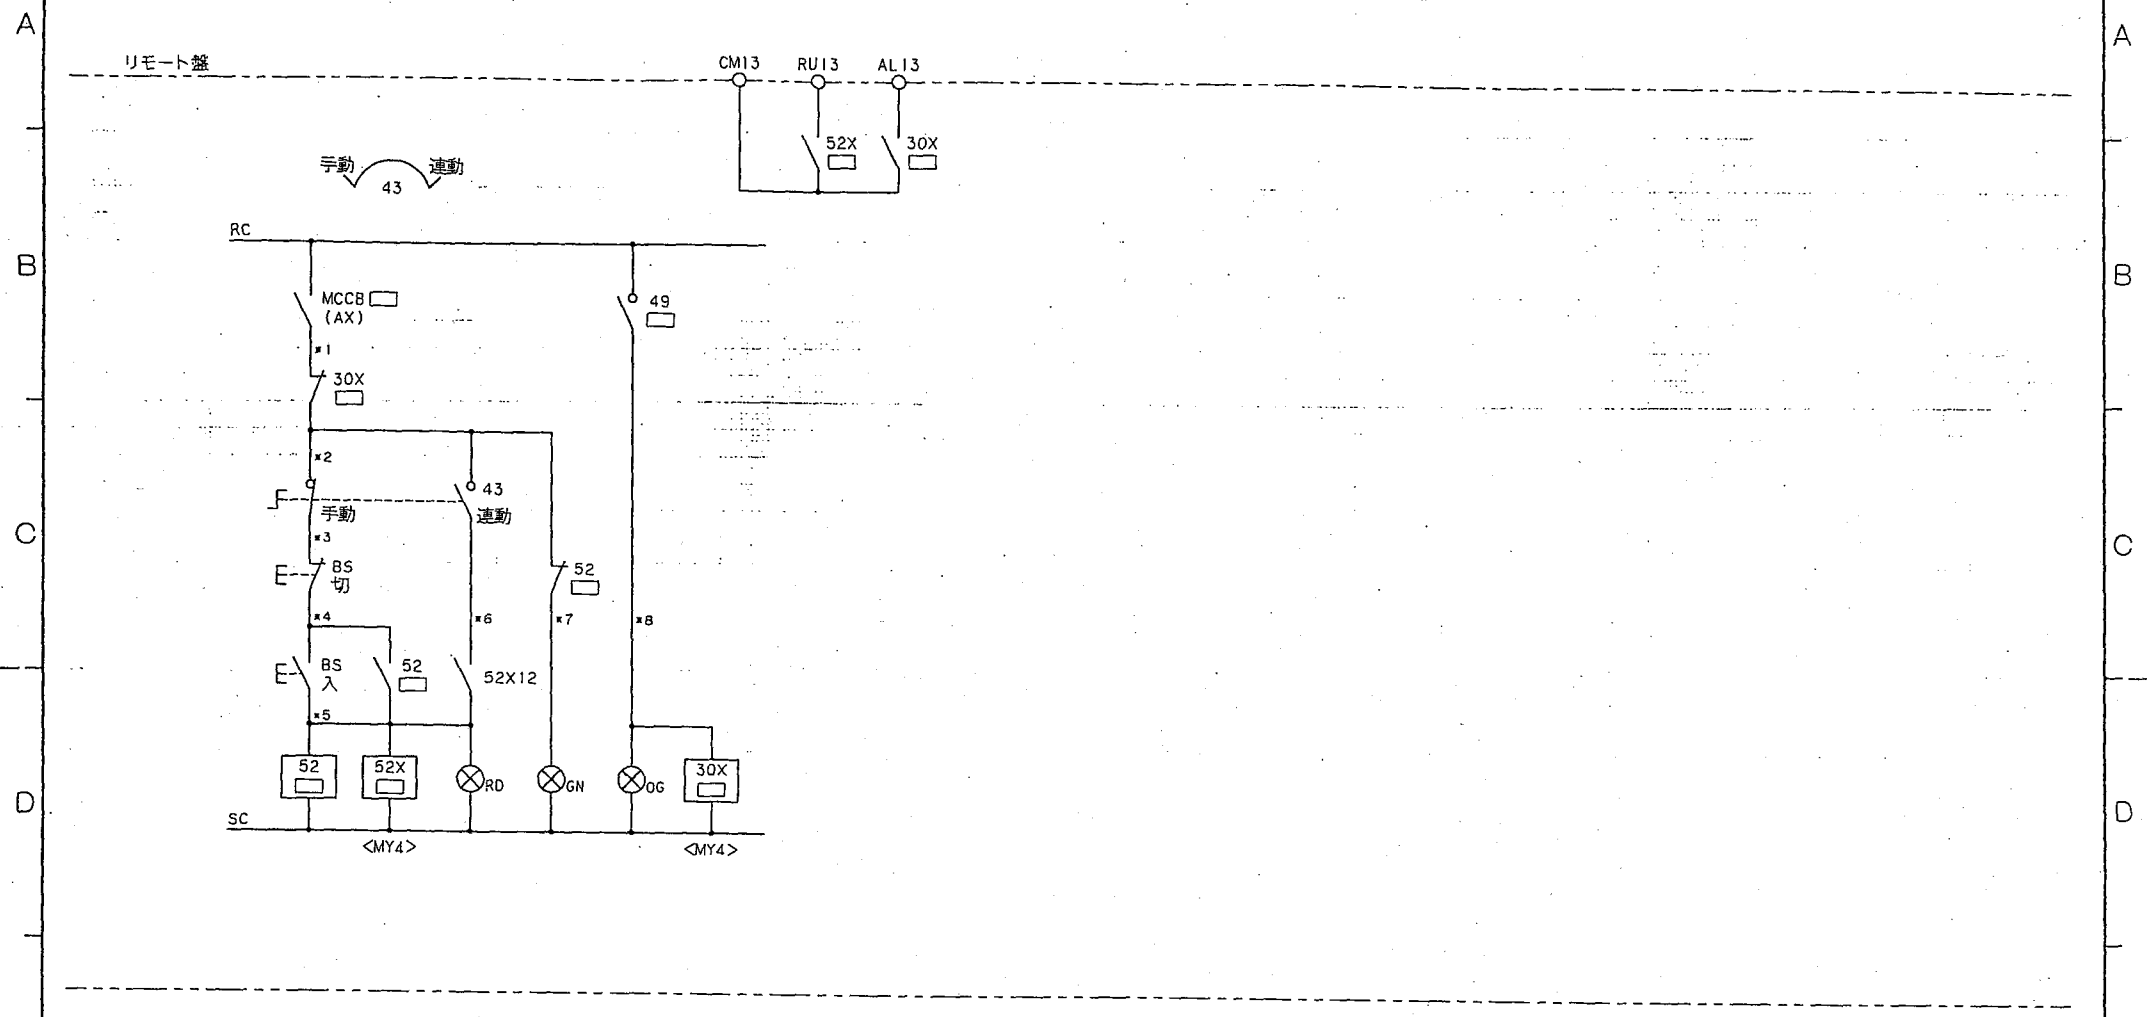 A
A
リモート盤
CM13 RU13 AL13
52X
30X
手動 連動
43
RC
B
B
MCCB
(AX)
49
*1
30X
*2
43
手動
連動
*3
C
C
BS
切
52
*4
*6
*7
*8
BS
入
52
52X12
*5
52
52X
RD
GN
OG
30X
D
D
SC
<MY4>
<MY4>